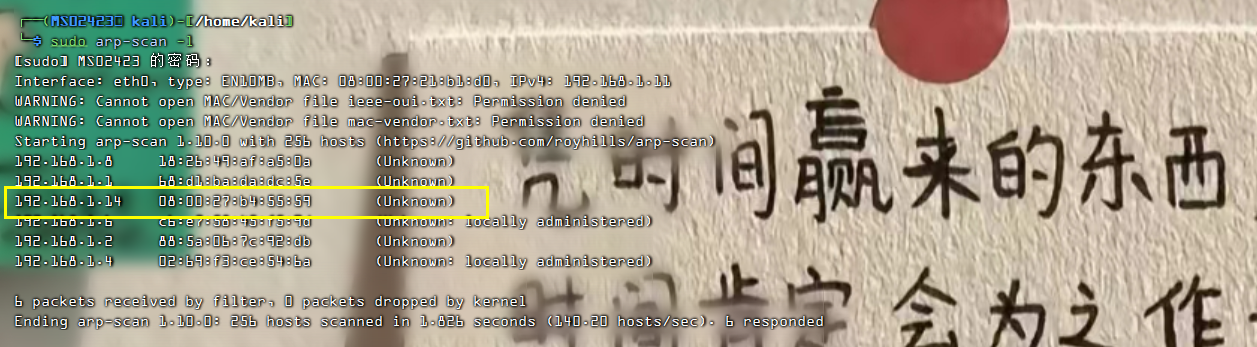 ┌──(MS02423㉿ kali)-[/home/kali]
└─$ sudo arp-scan -l
[sudo] MS02423 的密码：
Interface: eth0, type: EN10MB, MAC: 08:00:27:21:b1:d0, IPv4: 192.168.1.11
WARNING: Cannot open MAC/Vendor file ieee-oui.txt: Permission denied
WARNING: Cannot open MAC/Vendor file mac-vendor.txt: Permission denied
Starting arp-scan 1.10.0 with 256 hosts (https://github.com/royhills/arp-scan)
192.168.1.8 18:26:49:af:a5:0a (Unknown)
192.168.1.1 68:d1:ba:da:dc:5e (Unknown)
192.168.1.14 08:00:27:b4:55:59 (Unknown)
192.168.1.6 (Unknown: locally administered)
192.168.1.2 88:5a:06:7c:92:db (Unknown)
192.168.1.4 02:69:f3:ce:54:6a (Unknown: locally administered)
6 packets received by filter, 0 packets dropped by kernel
Ending arp-scan 1.10.0: 256 hosts scanned in 1.826 seconds (140.20 hosts/sec). 6 responded
时间赢来的东西
时间肯定会为之作